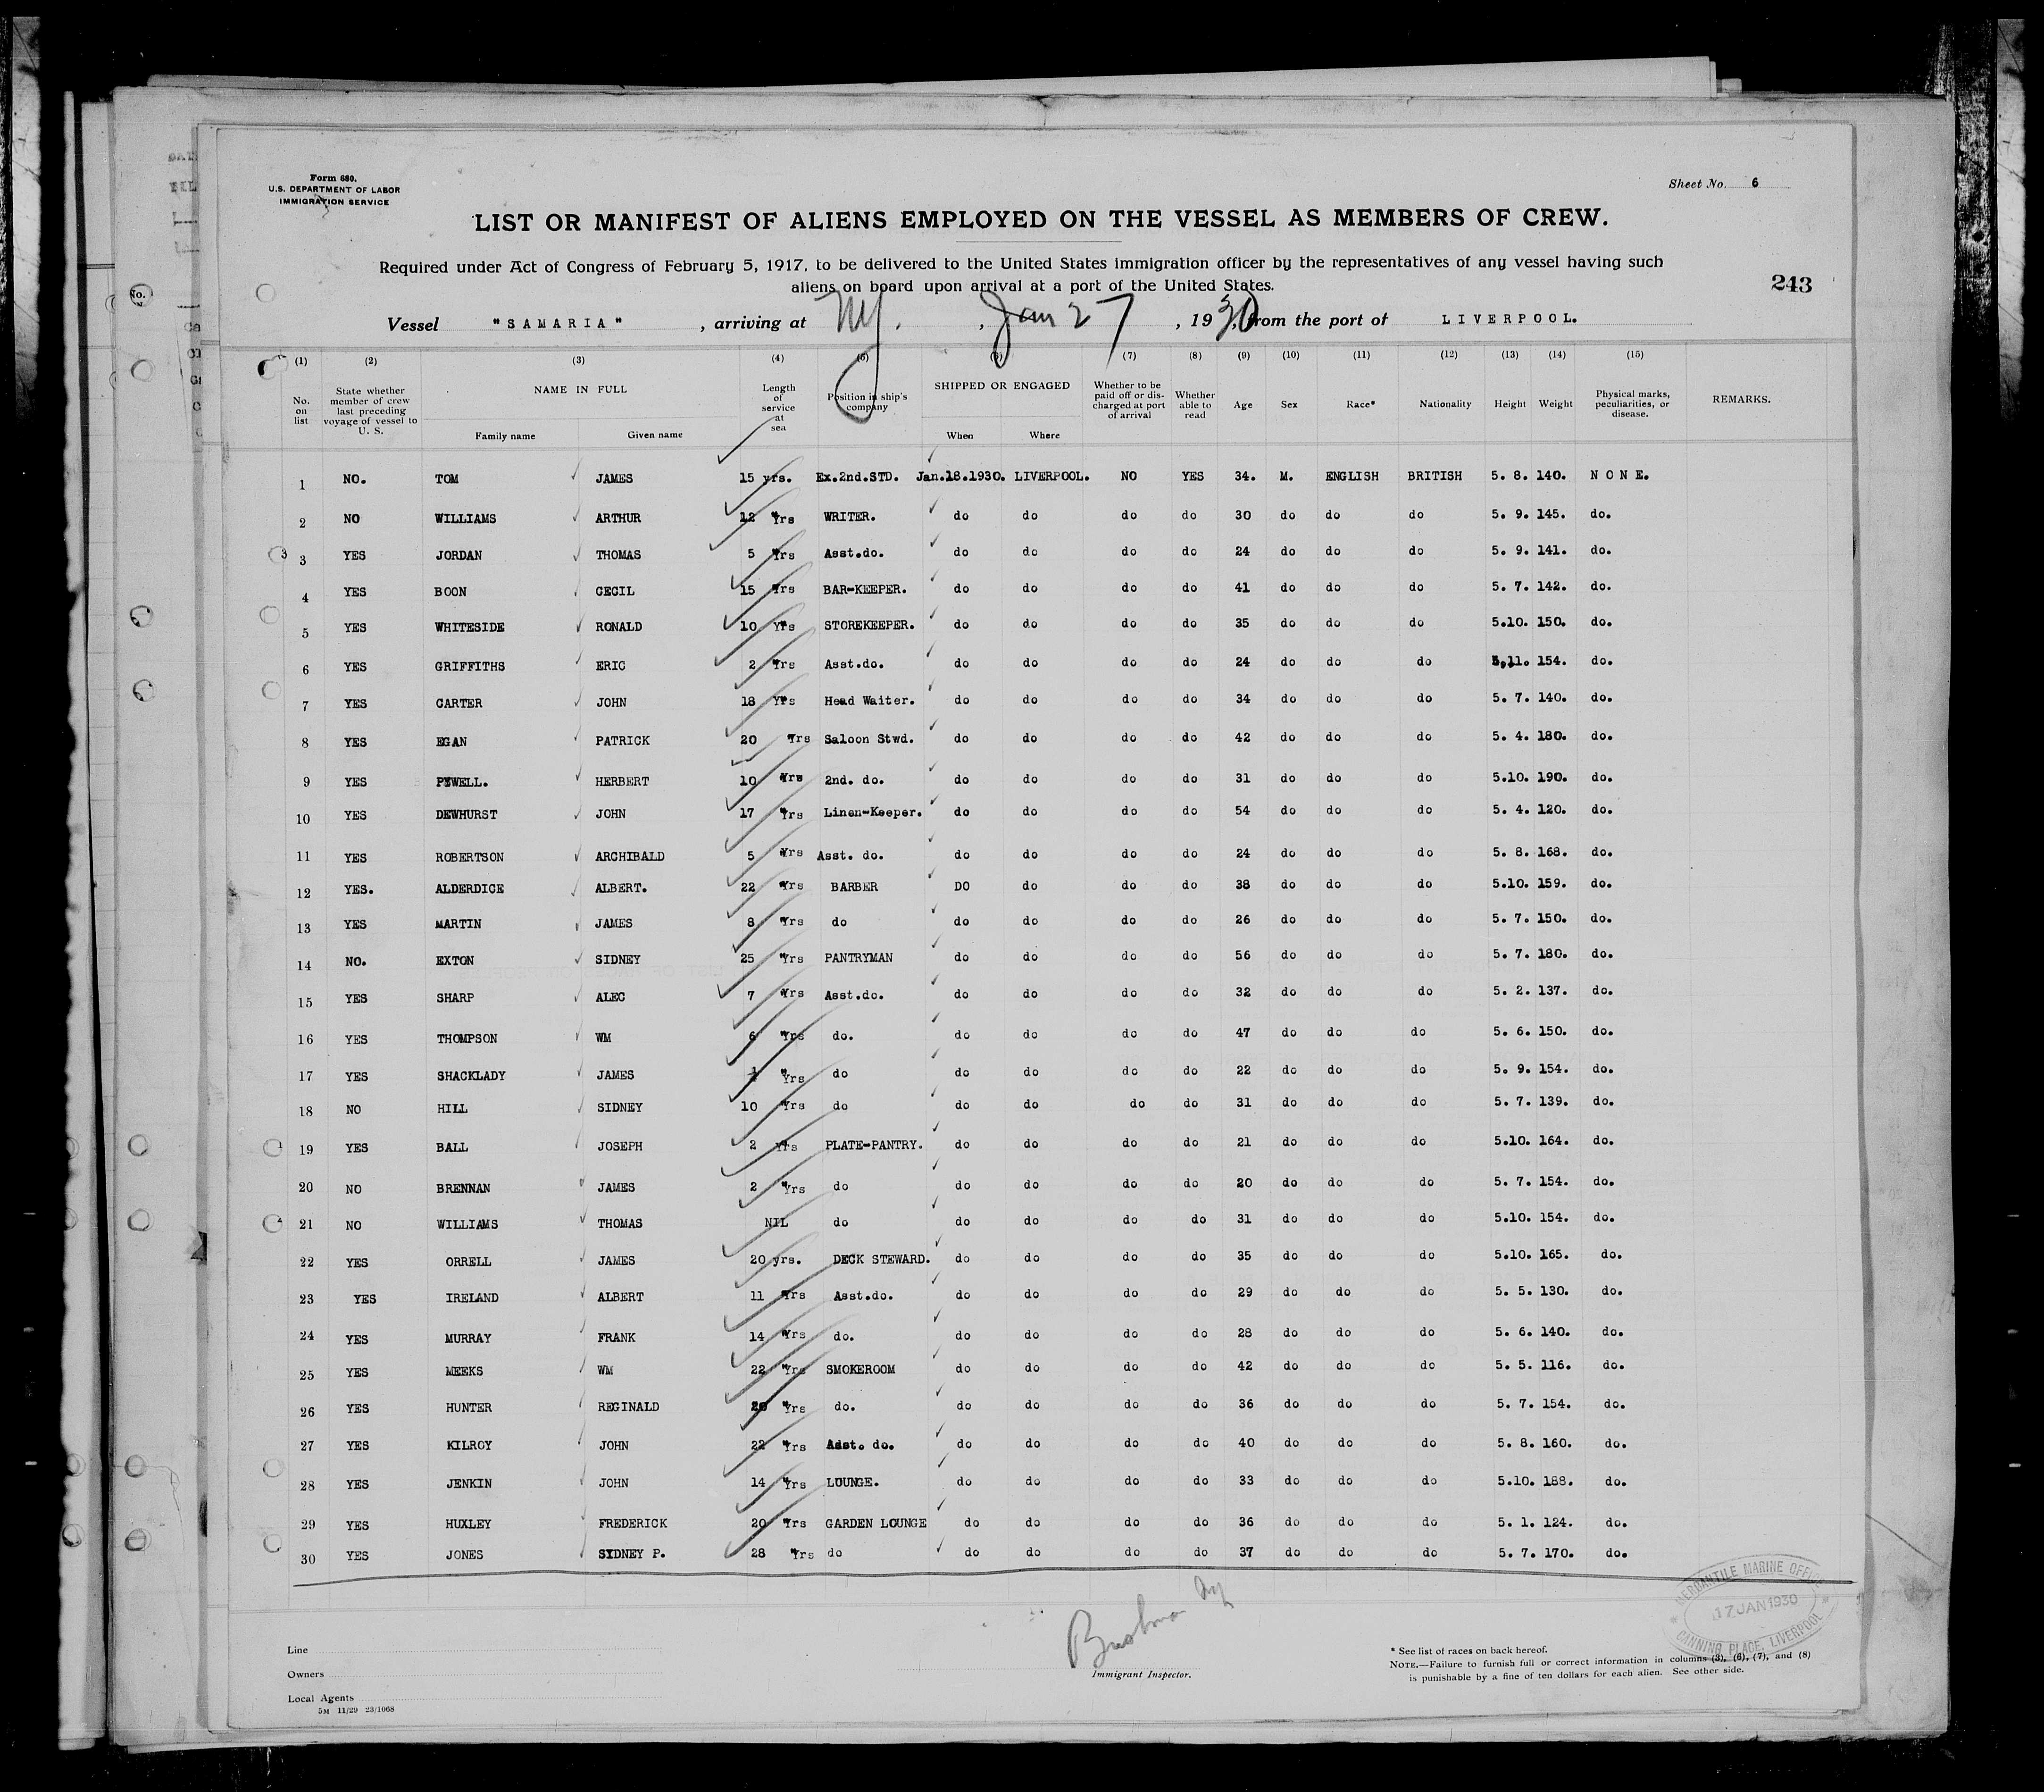 Form 680.
U.S. DEPARTMENT OF LABOR
IMMIGRATION SERVICE
Sheet No. 6
LIST OR MANIFEST OF ALIENS EMPLOYED ON THE VESSEL AS MEMBERS OF CREW.
Required under Act of Congress of February 5, 1917, to be delivered to the United States immigration officer by the representatives of any vessel having such
aliens on board upon arrival at a port of the United States.
243
Vessel "SAMARIA", arriving at NY., Jan 27, 1930, from the port of LIVERPOOL.
(1) (2) (3) (4) (5) (6) (7) (8) (9) (10) (11) (12) (13) (14) (15)
No. on list State whether member of crew last preceding voyage of vessel to U. S. NAME IN FULL Family name Given name Length of service at sea Position in ship's company SHIPPED OR ENGAGED When Where Whether to be paid off or discharged at port of arrival Whether able to read Age Sex Race* Nationality Height Weight Physical marks, peculiarities, or disease. REMARKS.
1 NO. TOM JAMES 15 yrs. Ex.2nd.STD. Jan.18.1930. LIVERPOOL. NO YES 34. M. ENGLISH BRITISH 5. 8. 140. NONE.
2 NO WILLIAMS ARTHUR 12 Yrs WRITER. do do do do 30 do do do 5. 9. 145. do.
3 3 YES JORDAN THOMAS 5 Yrs Asst.do. do do do do 24 do do do 5. 9. 141. do.
4 YES BOON CECIL 15 Yrs BAR-KEEPER. do do do do 41 do do do 5. 7. 142. do.
5 YES WHITESIDE RONALD 10 Yrs STOREKEEPER. do do do do 35 do do do 5.10. 150. do.
6 YES GRIFFITHS ERIC 2 Yrs Asst.do. do do do do 24 do do do 5.11. 154. do.
7 YES CARTER JOHN 18 Yrs Head Waiter. do do do do 34 do do do 5. 7. 140. do.
8 YES EGAN PATRICK 20 Yrs Saloon Stwd. do do do do 42 do do do 5. 4. 180. do.
9 YES PYWELL. HERBERT 10 Yrs 2nd. do. do do do do 31 do do do 5.10. 190. do.
10 YES DEWHURST JOHN 17 Yrs Linen-Keeper. do do do do 54 do do do 5. 4. 120. do.
11 YES ROBERTSON ARCHIBALD 5 Yrs Asst. do. do do do do 24 do do do 5. 8. 168. do.
12 YES. ALDERDICE ALBERT. 22 Yrs BARBER DO do do do 38 do do do 5.10. 159. do.
13 YES MARTIN JAMES 8 Yrs do do do do do 26 do do do 5. 7. 150. do.
14 NO. EXTON SIDNEY 25 Yrs PANTRYMAN do do do do 56 do do do 5. 7. 180. do.
15 YES SHARP ALEC 7 Yrs Asst.do. do do do do 32 do do do 5. 2. 137. do.
16 YES THOMPSON WM 6 Yrs do. do do do do 47 do do do 5. 6. 150. do.
17 YES SHACKLADY JAMES Yrs do do do do do 22 do do do 5. 9. 154. do.
18 NO HILL SIDNEY 10 Yrs do do do do do 31 do do do 5. 7. 139. do.
19 YES BALL JOSEPH 2 yrs PLATE-PANTRY. do do do do 21 do do do 5.10. 164. do.
20 NO BRENNAN JAMES 2 Yrs do do do do do 20 do do do 5. 7. 154. do.
21 NO WILLIAMS THOMAS NIL do do do do do 31 do do do 5.10. 154. do.
22 YES ORRELL JAMES 20 yrs. DECK STEWARD. do do do do 35 do do do 5.10. 165. do.
23 YES IRELAND ALBERT 11 Yrs Asst.do. do do do do 29 do do do 5. 5. 130. do.
24 YES MURRAY FRANK 14 Yrs do. do do do do 28 do do do 5. 6. 140. do.
25 YES MEEKS WM 22 Yrs SMOKEROOM do do do do 42 do do do 5. 5. 116. do.
26 YES HUNTER REGINALD 20 Yrs do. do do do do 36 do do do 5. 7. 154. do.
27 YES KILROY JOHN 22 Yrs Asst. do. do do do do 40 do do do 5. 8. 160. do.
28 YES JENKIN JOHN 14 Yrs LOUNGE. do do do do 33 do do do 5.10. 188. do.
29 YES HUXLEY FREDERICK 20 Yrs GARDEN LOUNGE do do do do 36 do do do 5. 1. 124. do.
30 YES JONES SIDNEY P. 28 Yrs do do do do do 37 do do do 5. 7. 170. do.
MERCANTILE MARINE OFFICE
17 JAN 1930
CANNING PLACE, LIVERPOOL
Line
Owners
Local Agents
5M 11/29 23/1068
Immigrant Inspector.
* See list of races on back hereof.
NOTE.—Failure to furnish full or correct information in columns (3), (6), (7), and (8)
is punishable by a fine of ten dollars for each alien. See other side.